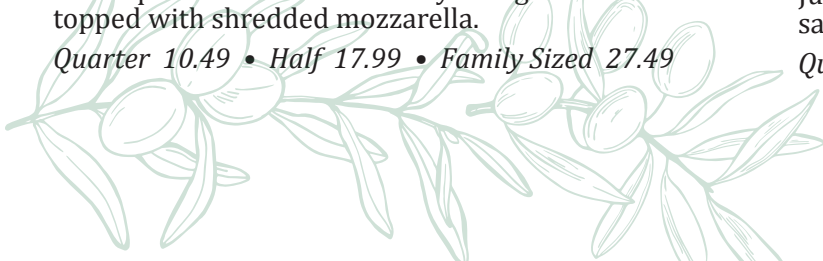 topped with shredded mozzarella.
Quarter 10.49 • Half 17.99 • Family Sized 27.49